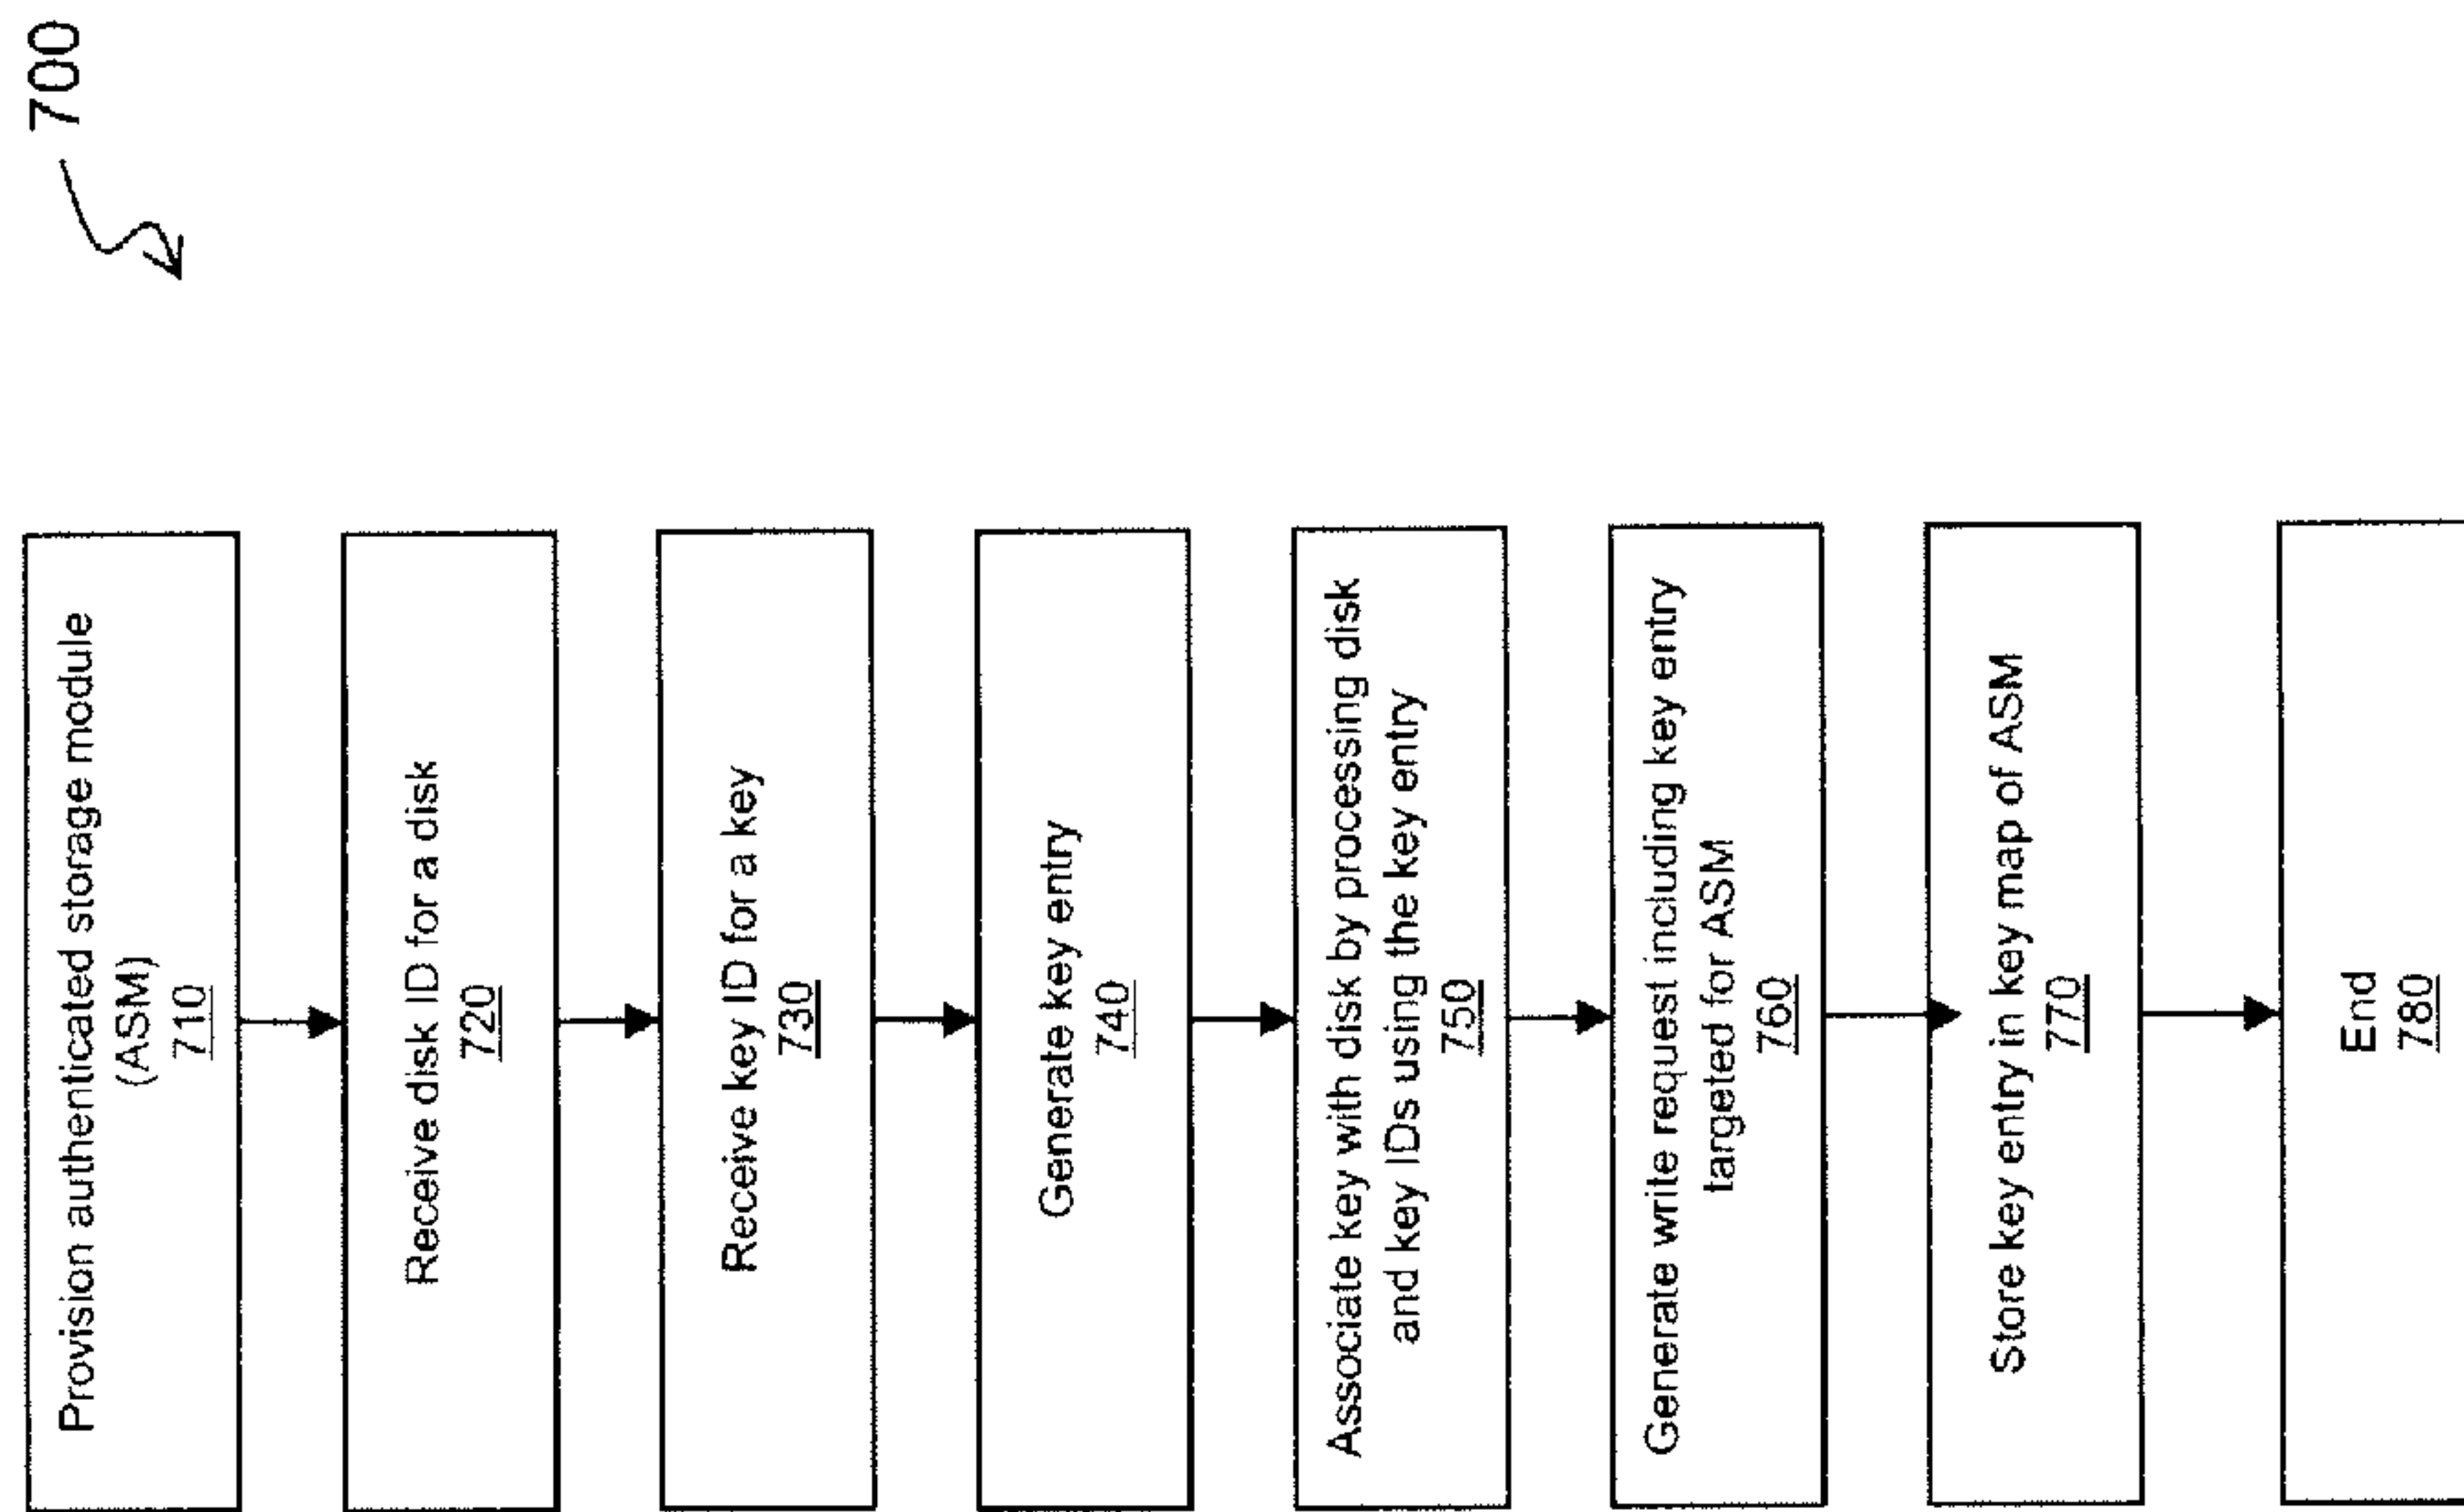 700
Provision authenticated storage module
(ASM)
710
Receive disk ID for a disk
720
Receive key ID for a key
730
Generate key entry
740
Associate key with disk by processing disk
and key IDs using the key entry
750
Generate write request including key entry
targeted for ASM
760
Store key entry in key map of ASM
770
End
780